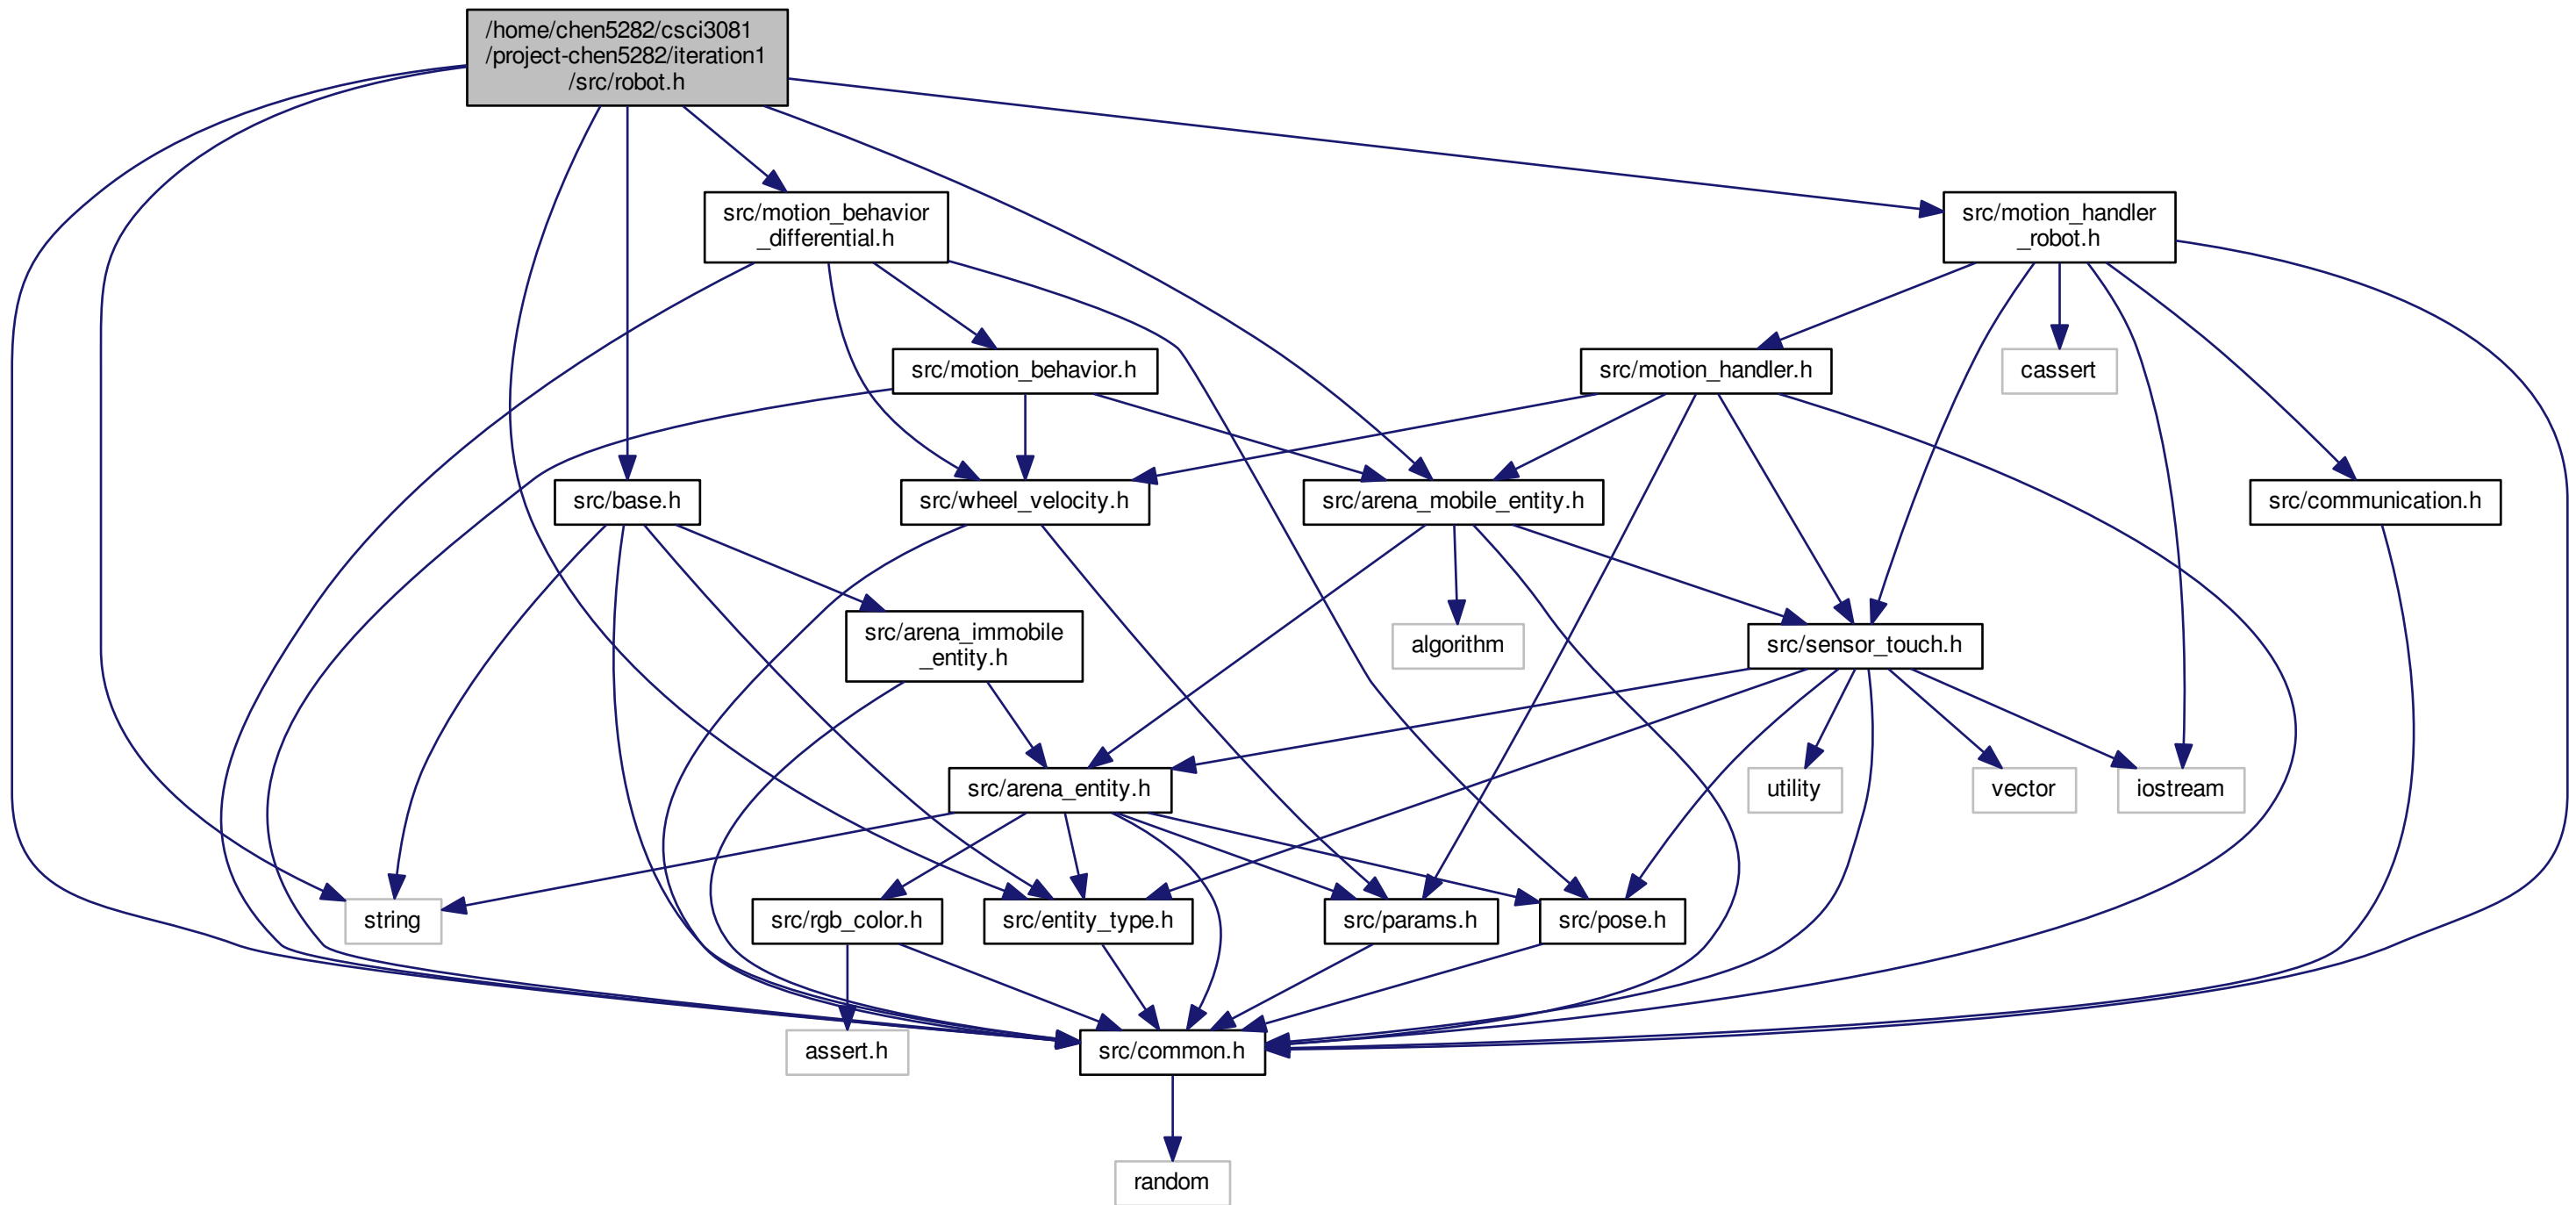 /home/chen5282/csci3081
/project-chen5282/iteration1
/src/robot.h
src/motion_behavior
_differential.h
src/motion_handler
_robot.h
src/motion_behavior.h
src/motion_handler.h
cassert
src/base.h
src/wheel_velocity.h
src/arena_mobile_entity.h
src/communication.h
src/arena_immobile
_entity.h
algorithm
src/sensor_touch.h
src/arena_entity.h
utility
vector
iostream
string
src/rgb_color.h
src/entity_type.h
src/params.h
src/pose.h
assert.h
src/common.h
random